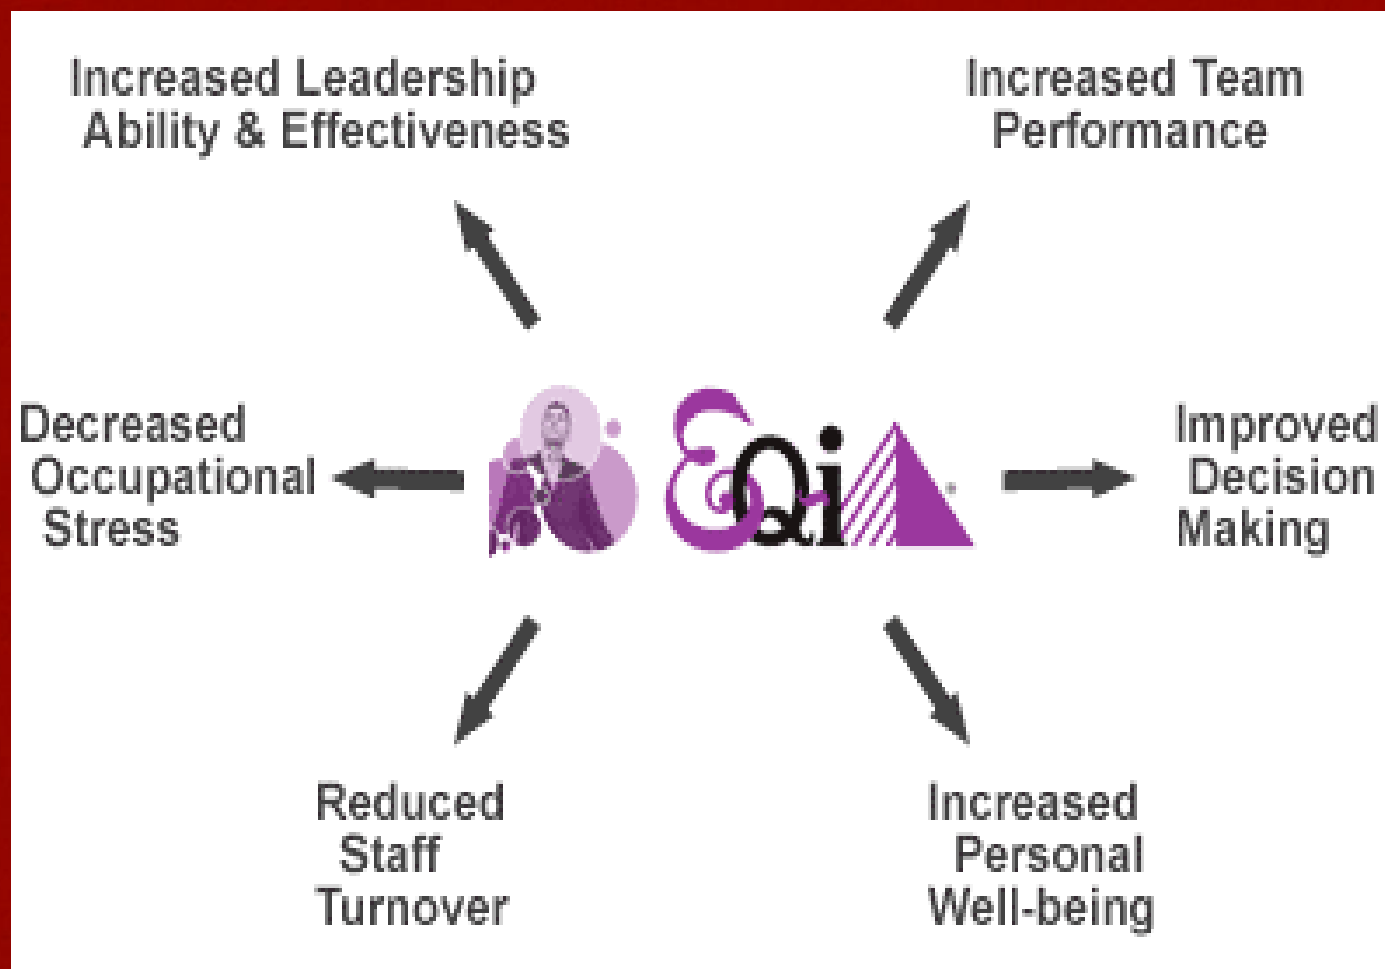 Increased Leadership
Ability & Effectiveness
Increased Team
Performance
Decreased
Occupational
Stress
EQ-i
Improved
Decision
Making
Reduced
Staff
Turnover
Increased
Personal
Well-being